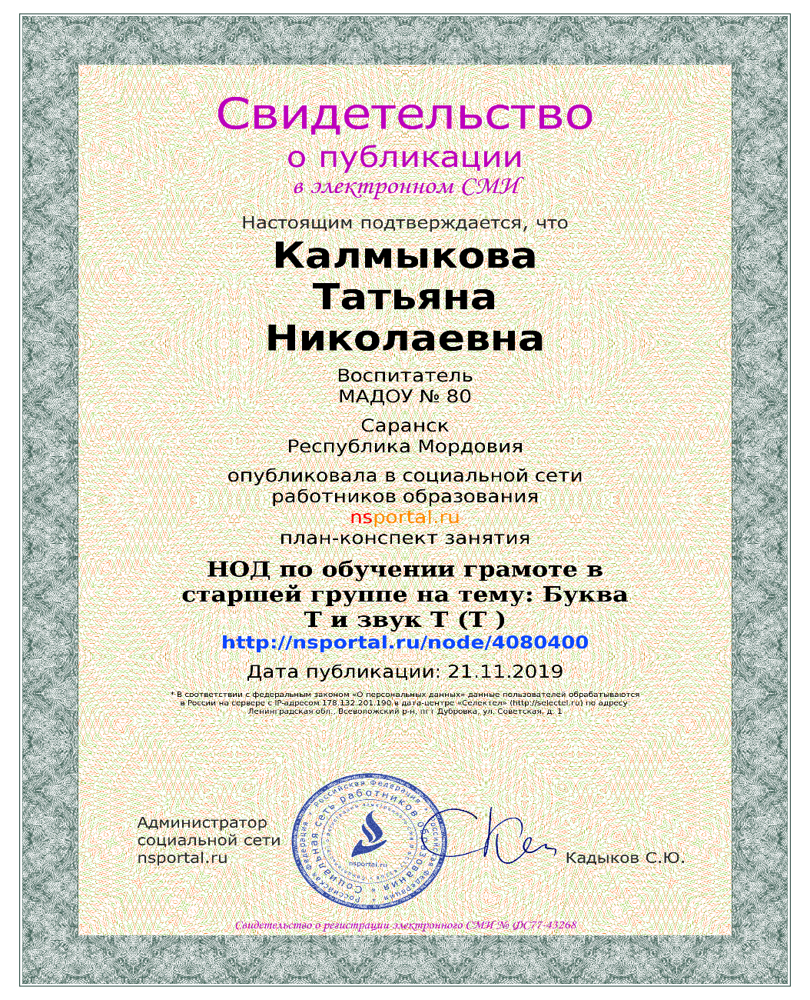 Свидетельство
о публикации
в электронном СМИ
Настоящим подтверждается, что
Калмыкова
Татьяна
Николаевна
Воспитатель
МАДОУ № 80
Саранск
Республика Мордовия
опубликовала в социальной сети
работников образования
nsportal.ru
план-конспект занятия
НОД по обучении грамоте в
старшей группе на тему: Буква
Т и звук Т (Т )
http://nsportal.ru/node/4080400
Дата публикации: 21.11.2019
* В соответствии с федеральным законом «О персональных данных» данные пользователей обрабатываются
в России на сервере с IP-адресом 178.132.201.190 в дата-центре «Селектел» (http://selectel.ru) по адресу:
Ленинградская обл., Всеволожский р-н, пгт Дубровка, ул. Советская, д. 1
Российская Федерация * Российская Федерация * Российская Федерация *
Социальная сеть работников образования *
nsportal.ru
Администратор
социальной сети
nsportal.ru
Кадыков С.Ю.
Свидетельство о регистрации электронного СМИ № ФС77-43268